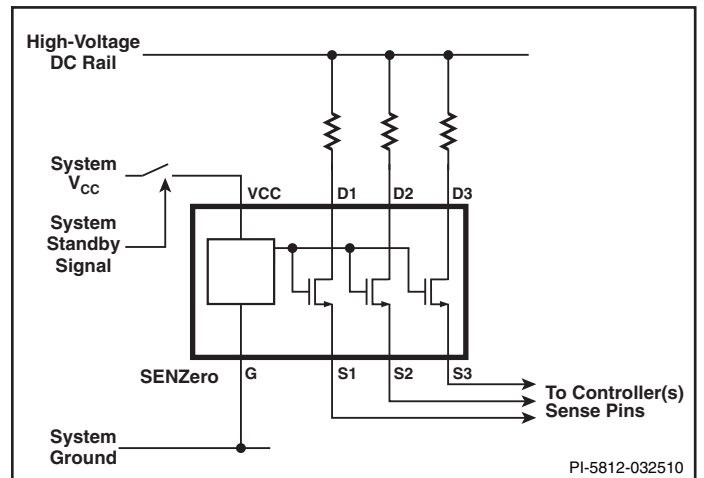 High-Voltage
DC Rail
System
VCC
System
Standby
Signal
VCC
D1
D2
D3
SENZero
G
S1
S2
S3
To Controller(s)
Sense Pins
System
Ground
PI-5812-032510